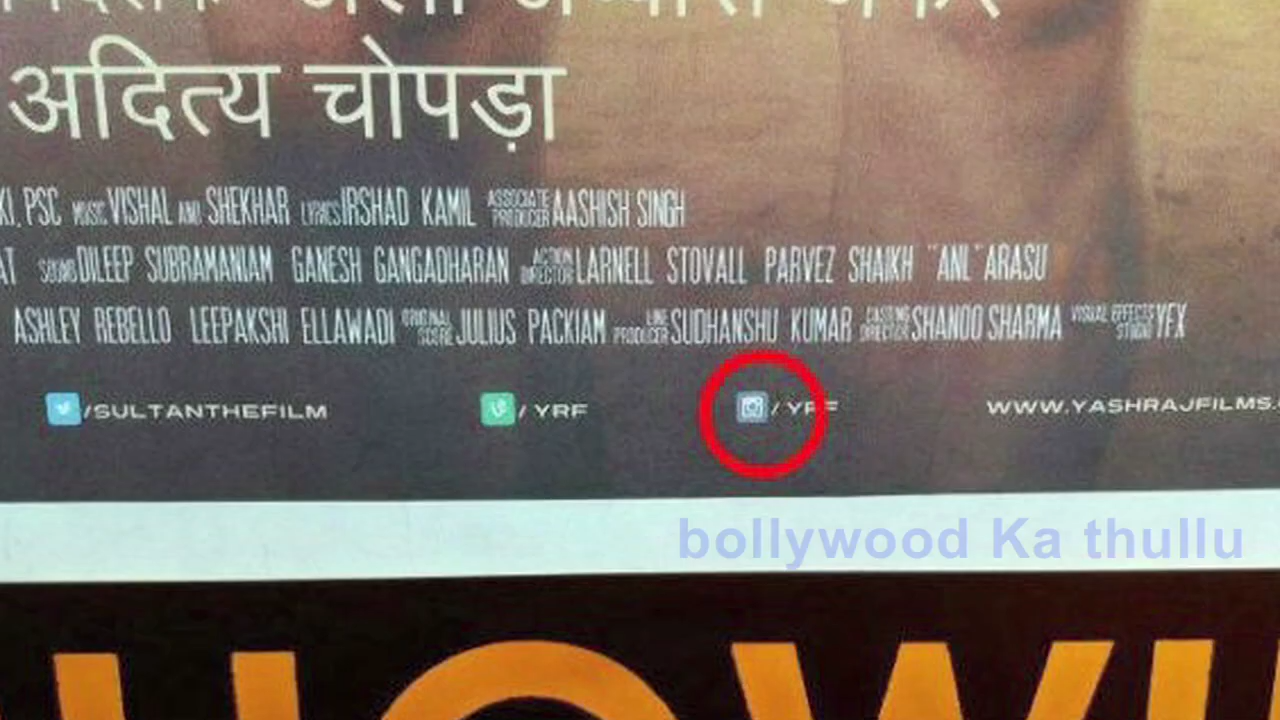 अदित्य चोपड़ा
KI, PSC MUSIC VISHAL AND SHEKHAR LYRICS IRSHAD KAMIL ASSOCIATE PRODUCER AASHISH SINGH
SOUND DILEEP SUBRAMANIAM GANESH GANGADHARAN ACTION DIRECTOR LARNELL STOVALL PARVEZ SHAIKH "ANL" ARASU
ASHLEY REBELLO LEEPAKSHI ELLAWADI ORIGINAL SCORE JULIUS PACKIAM LINE PRODUCER SUDHANSHU KUMAR CASTING DIRECTOR SHANOO SHARMA VISUAL EFFECTS STUDIO YFX
/SULTANTHEFILM / YRF / YRF WWW.YASHRAJFILMS.
bollywood Ka thullu